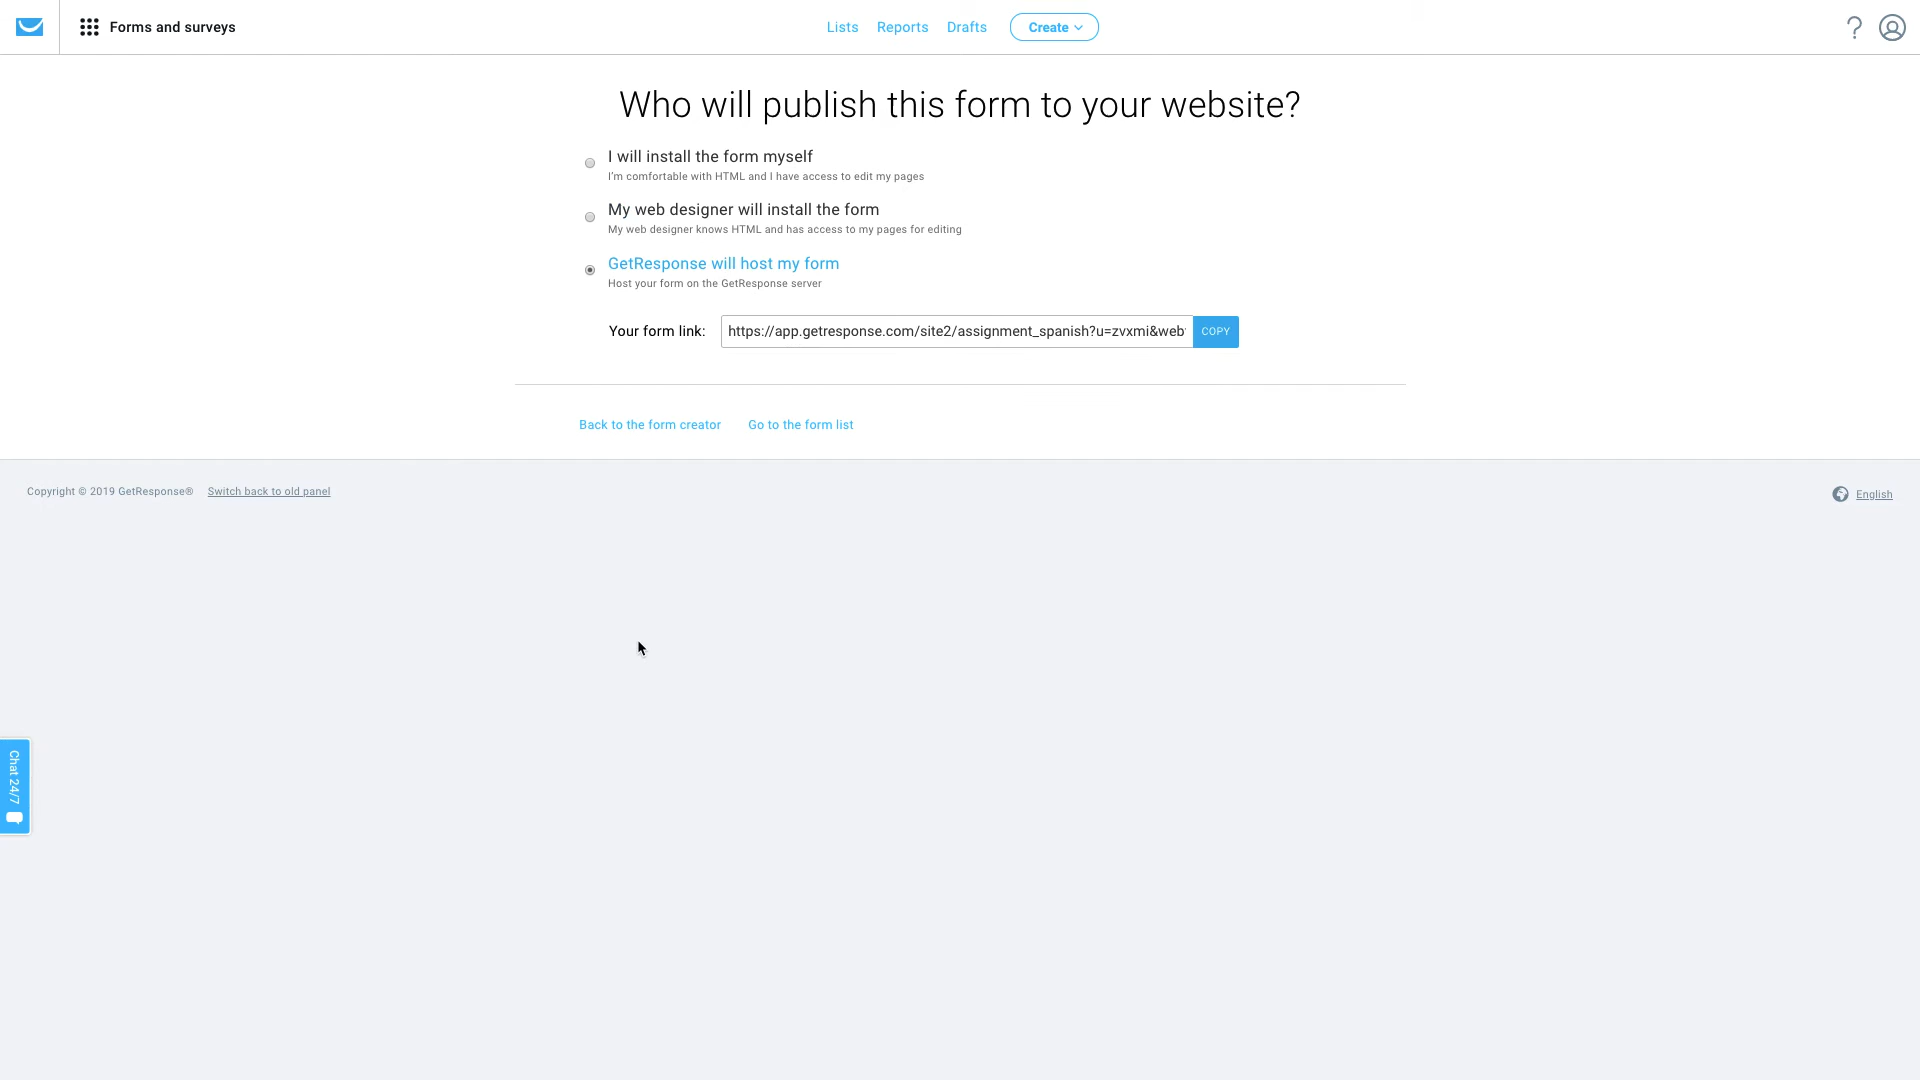 Forms and surveys
Lists
Reports
Drafts
Create
Who will publish this form to your website?
I will install the form myself
I'm comfortable with HTML and I have access to edit my pages
My web designer will install the form
My web designer knows HTML and has access to my pages for editing
GetResponse will host my form
Host your form on the GetResponse server
Your form link:
https://app.getresponse.com/site2/assignment_spanish?u=zvxmi&web
COPY
Back to the form creator
Go to the form list
Copyright © 2019 GetResponse®
Switch back to old panel
English
Chat 24/7